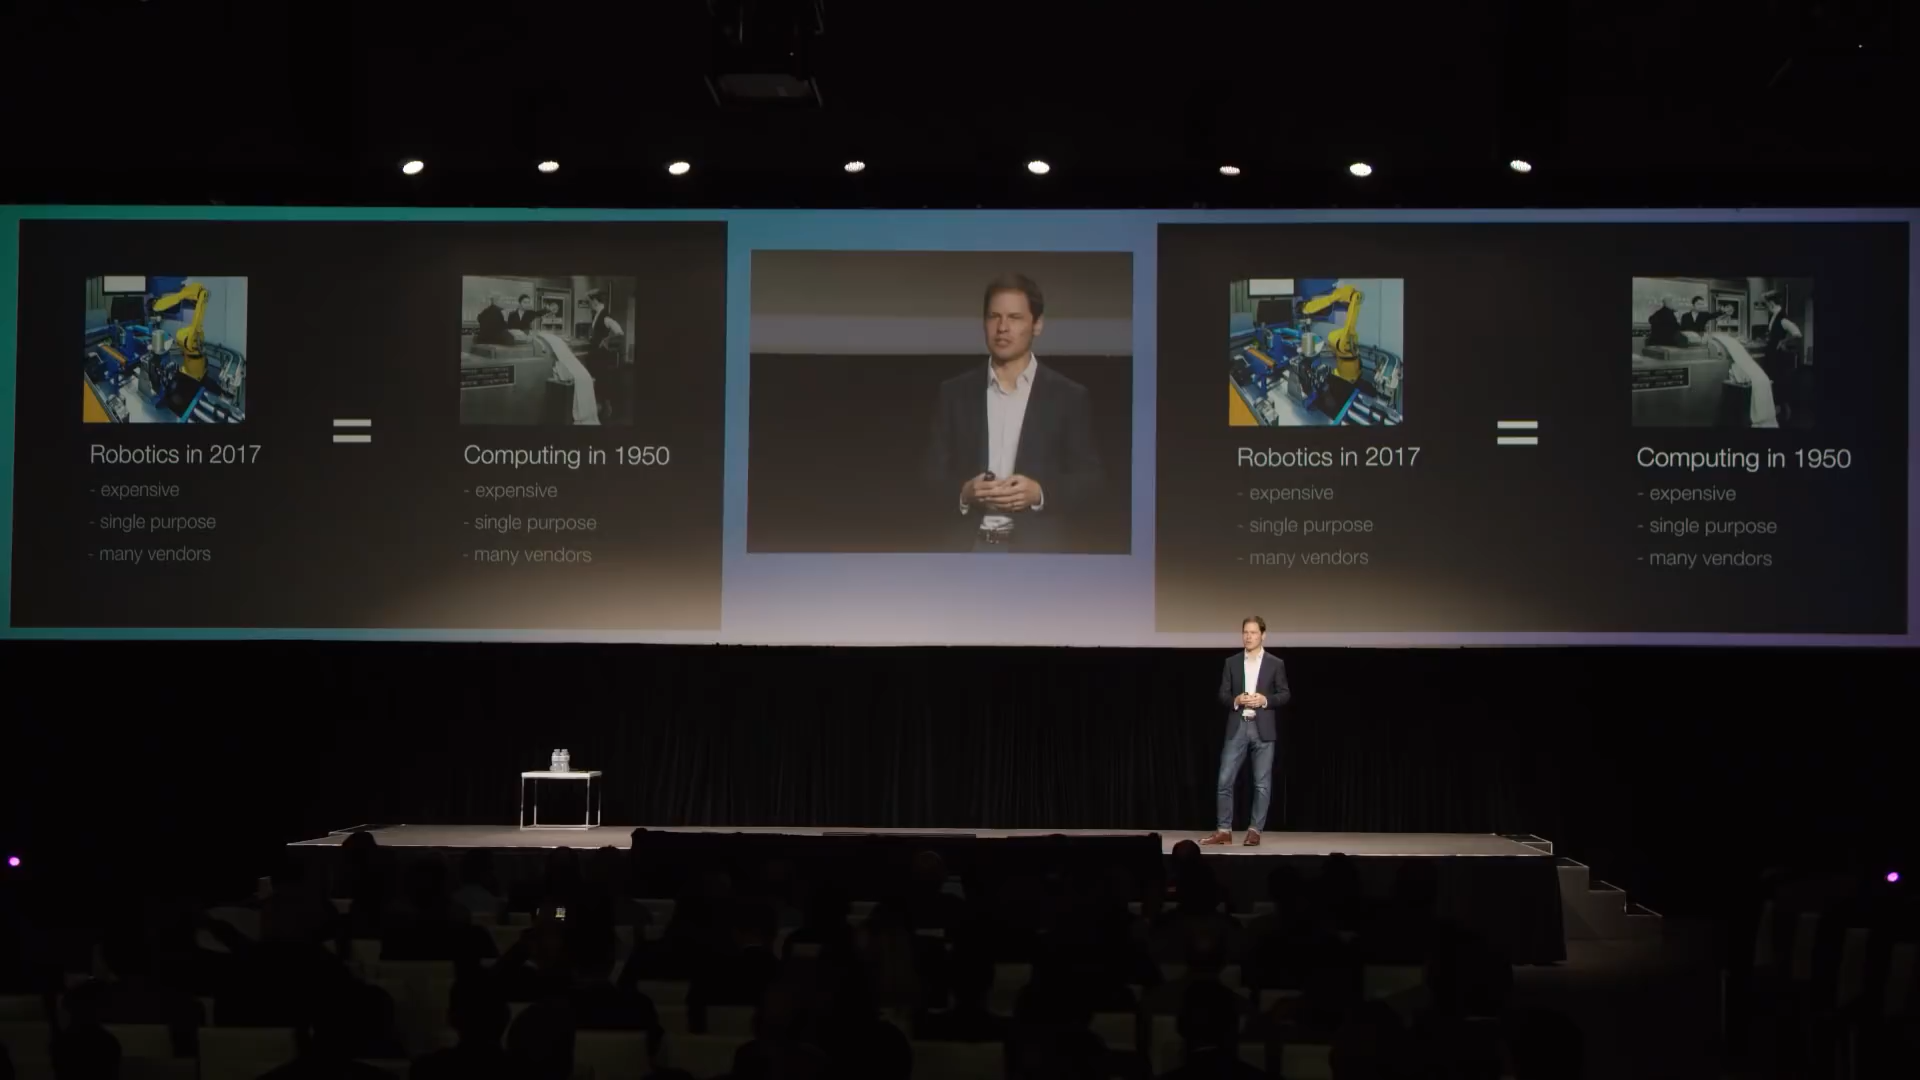 Robotics in 2017
- expensive
- single purpose
- many vendors
=
Computing in 1950
- expensive
- single purpose
- many vendors
Robotics in 2017
- expensive
- single purpose
- many vendors
=
Computing in 1950
- expensive
- single purpose
- many vendors